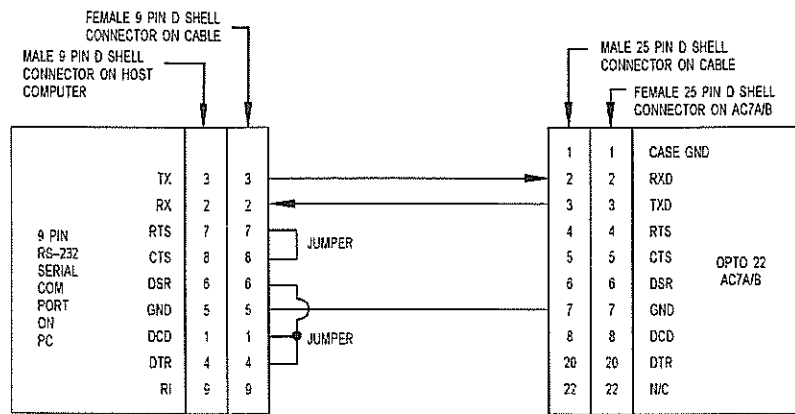 FEMALE 9 PIN D SHELL
CONNECTOR ON CABLE
MALE 9 PIN D SHELL
CONNECTOR ON HOST
COMPUTER
MALE 25 PIN D SHELL
CONNECTOR ON CABLE
FEMALE 25 PIN D SHELL
CONNECTOR ON AC7A/B
9 PIN
RS-232
SERIAL
COM
PORT
ON
PC
TX 3 3
RX 2 2
RTS 7 7
CTS 8 8
DSR 6 6
GND 5 5
DCD 1 1
DTR 4 4
RI 9 9
JUMPER
JUMPER
1 1 CASE GND
2 2 RXD
3 3 TXD
4 4 RTS
5 5 CTS
6 6 DSR
7 7 GND
8 8 DCD
20 20 DTR
22 22 N/C
OPTO 22
AC7A/B